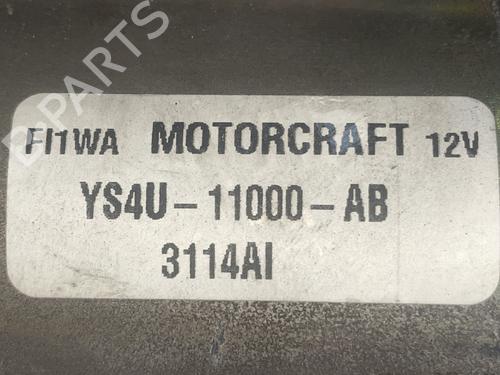 B-PARTS
FI1WA MOTORCRAFT 12V
YS4U-11000-AB
3114AI